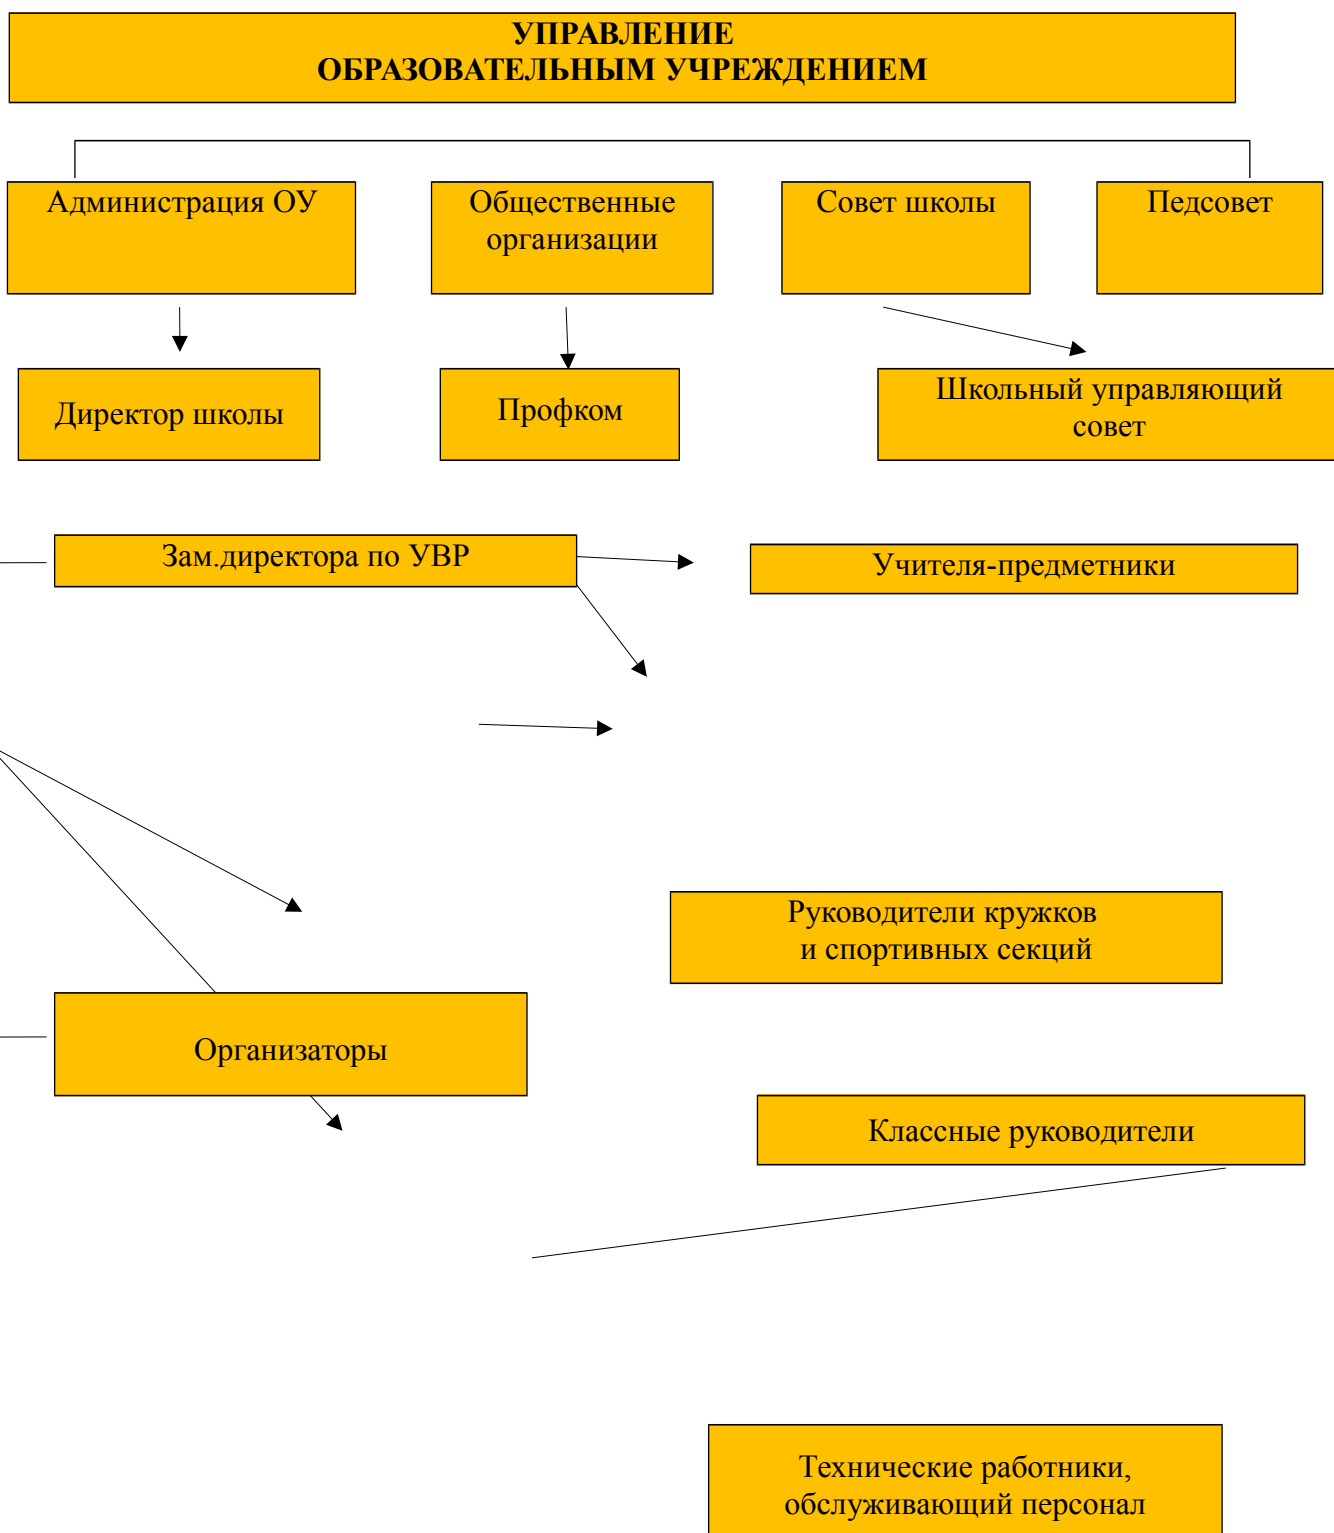 УПРАВЛЕНИЕ
ОБРАЗОВАТЕЛЬНЫМ УЧРЕЖДЕНИЕМ
Администрация ОУ
Общественные
организации
Совет школы
Педсовет
Директор школы
Профком
Школьный управляющий
совет
Зам.директора по УВР
Учителя-предметники
Руководители кружков
и спортивных секций
Организаторы
Классные руководители
Технические работники,
обслуживающий персонал